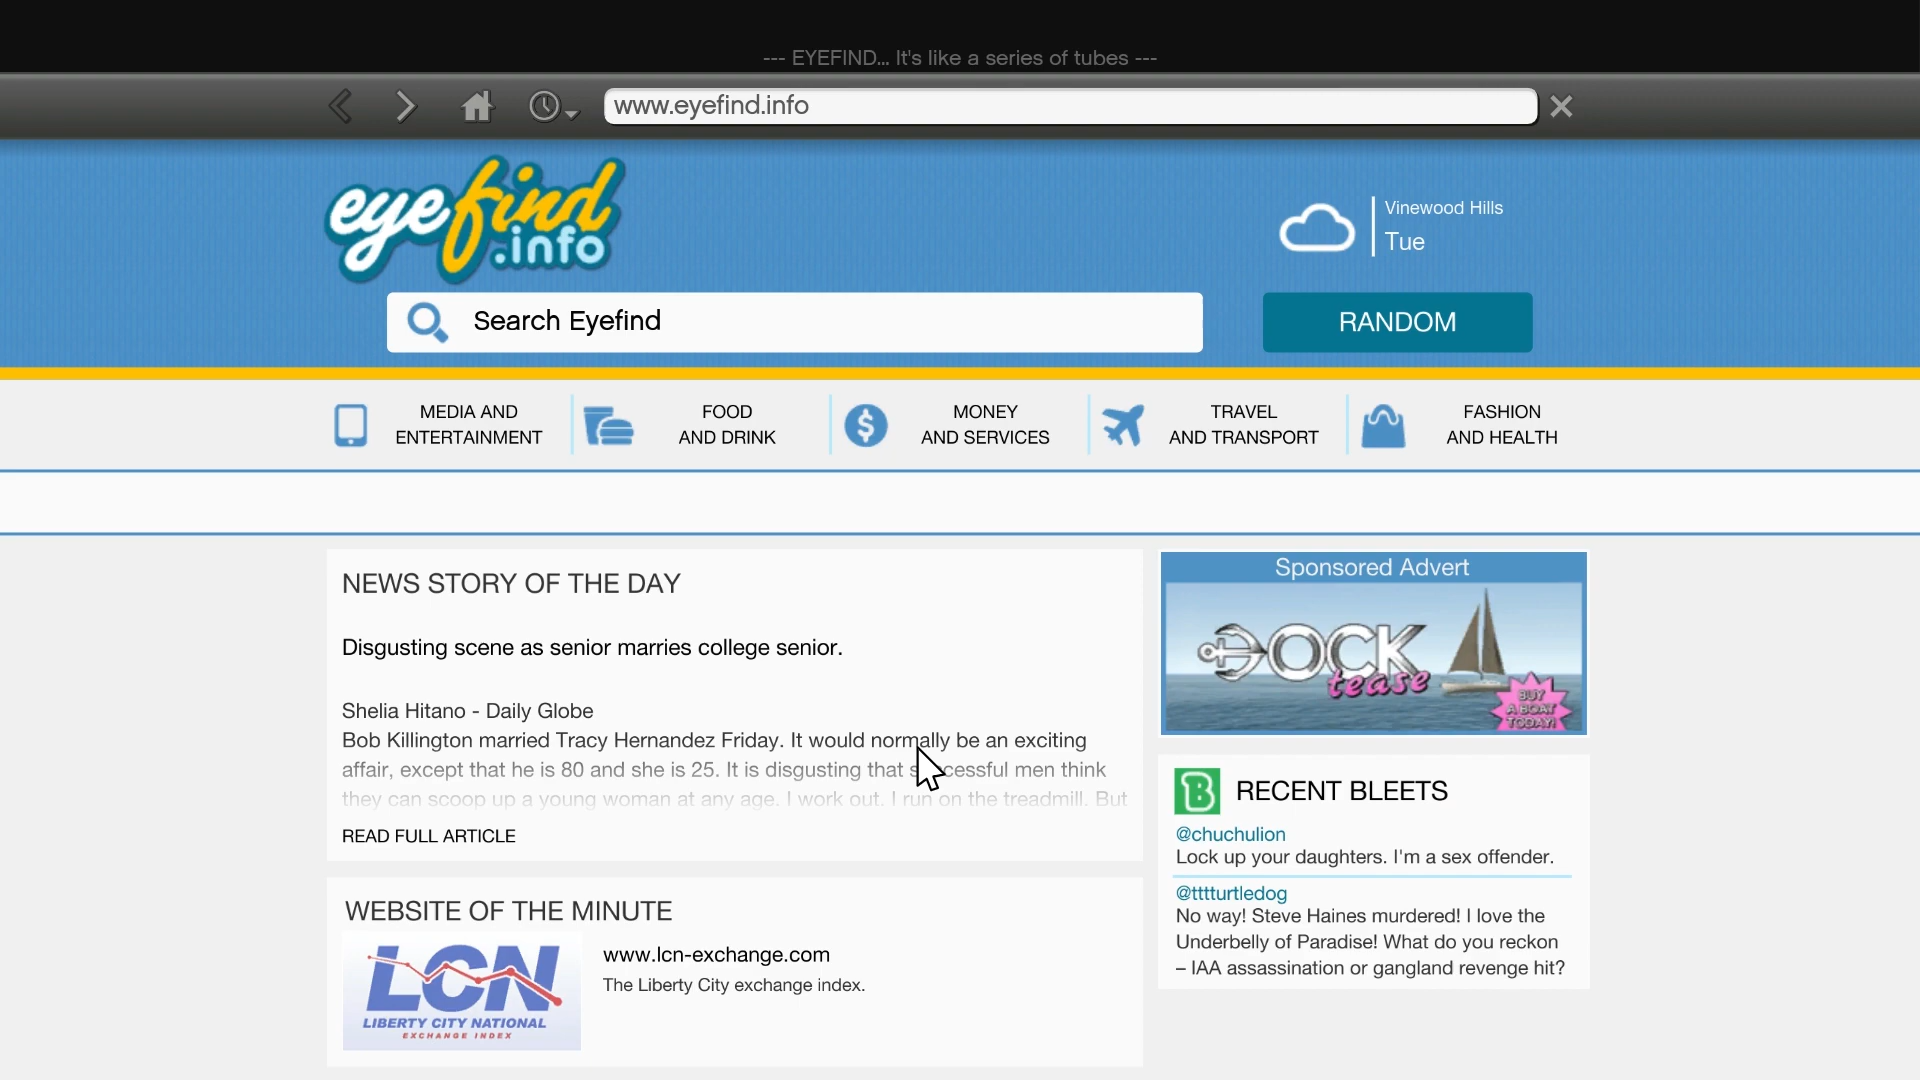 --- EYEFIND... It's like a series of tubes ---
www.eyefind.info
eyefind
.info
Vinewood Hills
Tue
Search Eyefind
RANDOM
MEDIA AND
ENTERTAINMENT
FOOD
AND DRINK
MONEY
AND SERVICES
TRAVEL
AND TRANSPORT
FASHION
AND HEALTH
NEWS STORY OF THE DAY
Disgusting scene as senior marries college senior.
Shelia Hitano - Daily Globe
Bob Killington married Tracy Hernandez Friday. It would normally be an exciting
affair, except that he is 80 and she is 25. It is disgusting that successful men think
they can scoop up a young woman at any age. I work out. I run on the treadmill. But
READ FULL ARTICLE
WEBSITE OF THE MINUTE
LCN
LIBERTY CITY NATIONAL
EXCHANGE INDEX
www.lcn-exchange.com
The Liberty City exchange index.
Sponsored Advert
DOCK
tease
BUY
A BOAT
TODAY!
B
RECENT BLEETS
@chuchulion
Lock up your daughters. I'm a sex offender.
@tttturtledog
No way! Steve Haines murdered! I love the
Underbelly of Paradise! What do you reckon
– IAA assassination or gangland revenge hit?